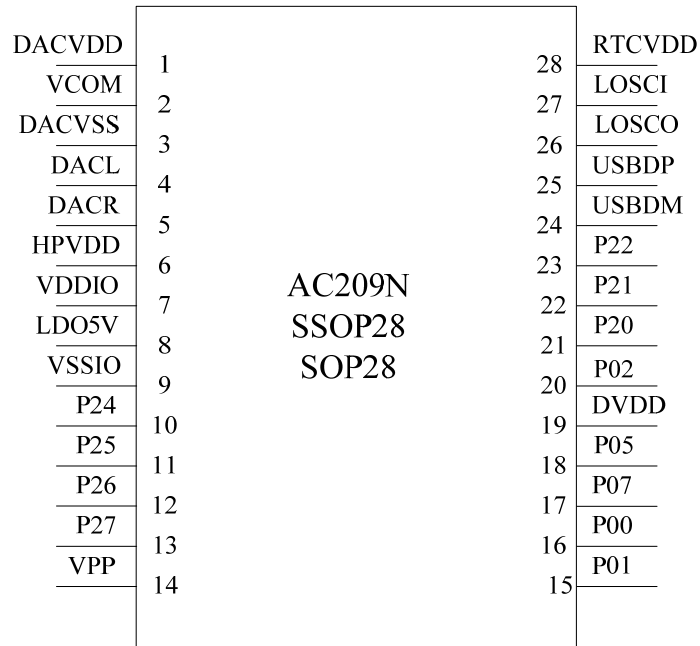 DACVDD 1
VCOM 2
DACVSS 3
DACL 4
DACR 5
HPVDD 6
VDDIO 7
LDO5V 8
VSSIO 9
P24 10
P25 11
P26 12
P27 13
VPP 14
AC209N
SSOP28
SOP28
28 RTCVDD
27 LOSCI
26 LOSCO
25 USBDP
24 USBDM
23 P22
22 P21
21 P20
20 P02
19 DVDD
18 P05
17 P07
16 P00
15 P01